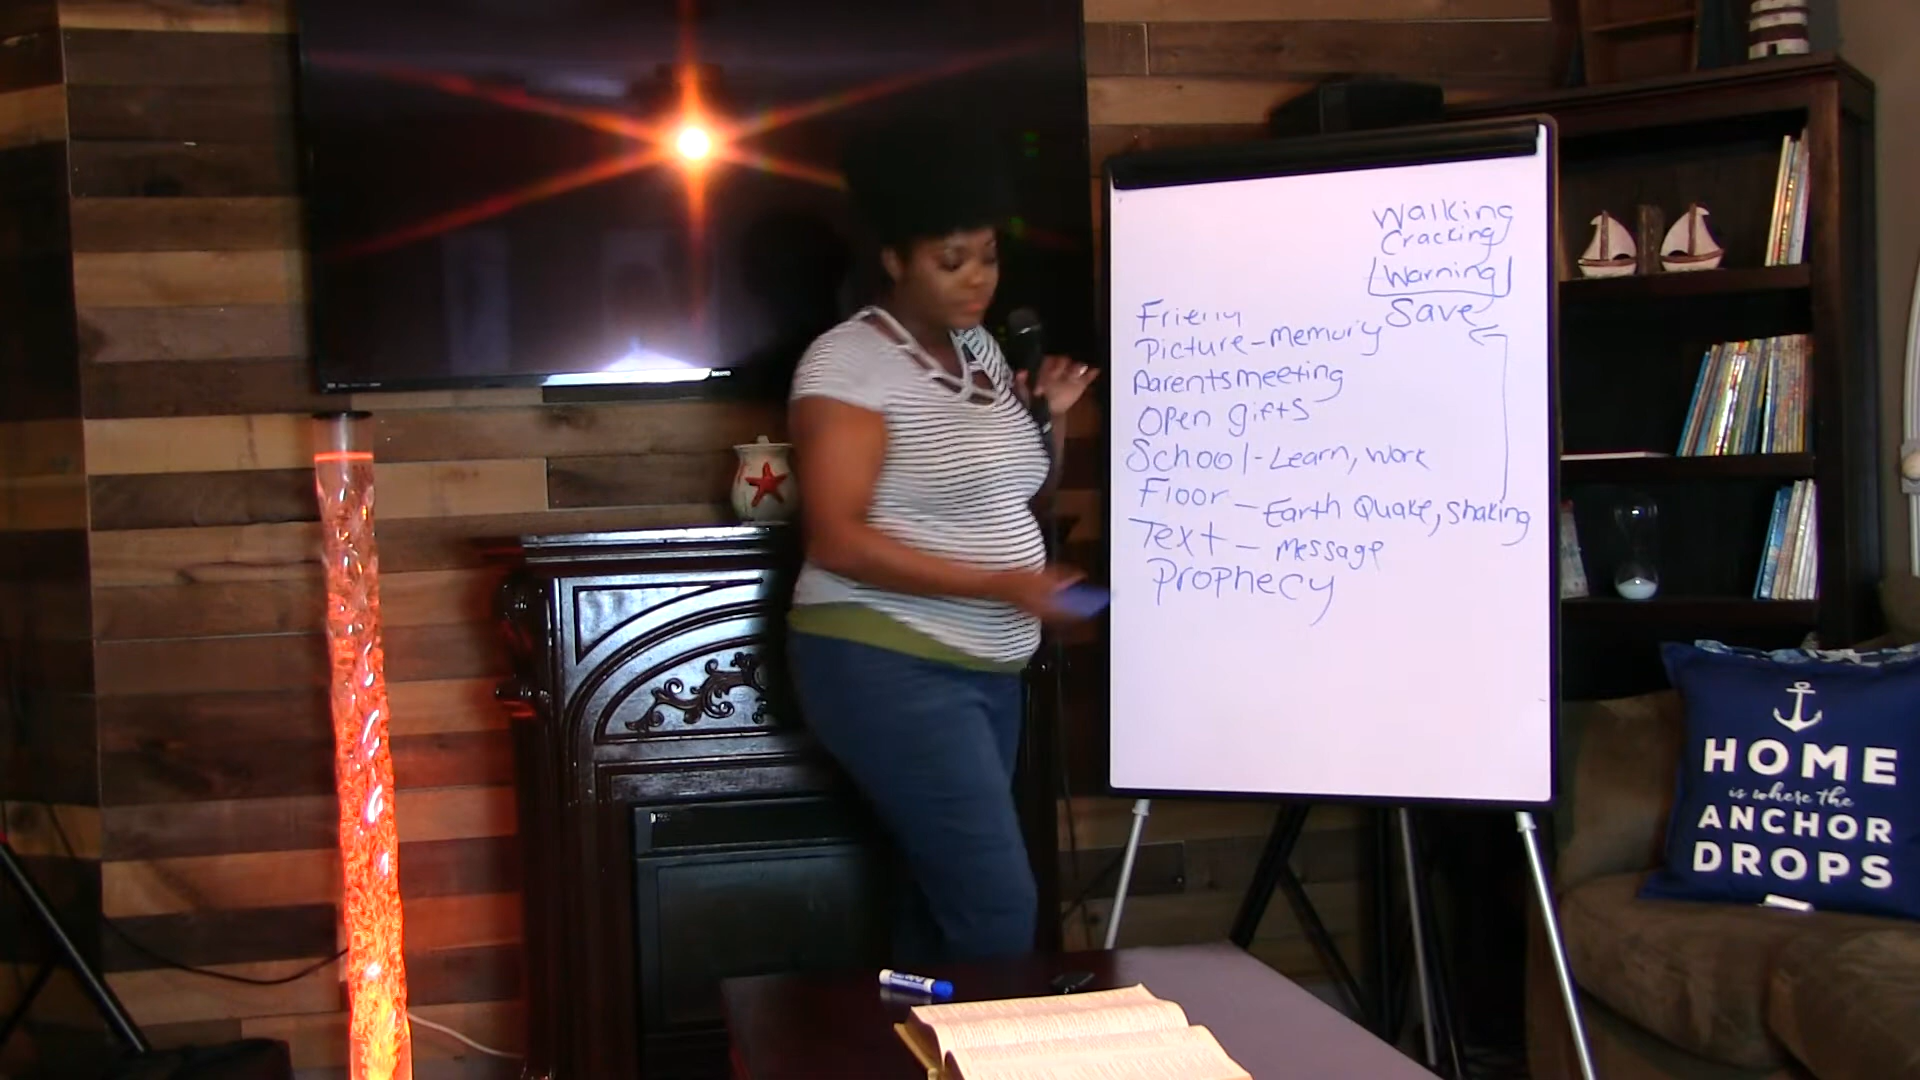 Walking
Cracking
Warning
Save
Picture-memory
Parents meeting
Open gifts
School-Learn, work
Floor - Earth Quake, Shaking
Text - Message
Prophecy
HOME
is where the
ANCHOR
DROPS